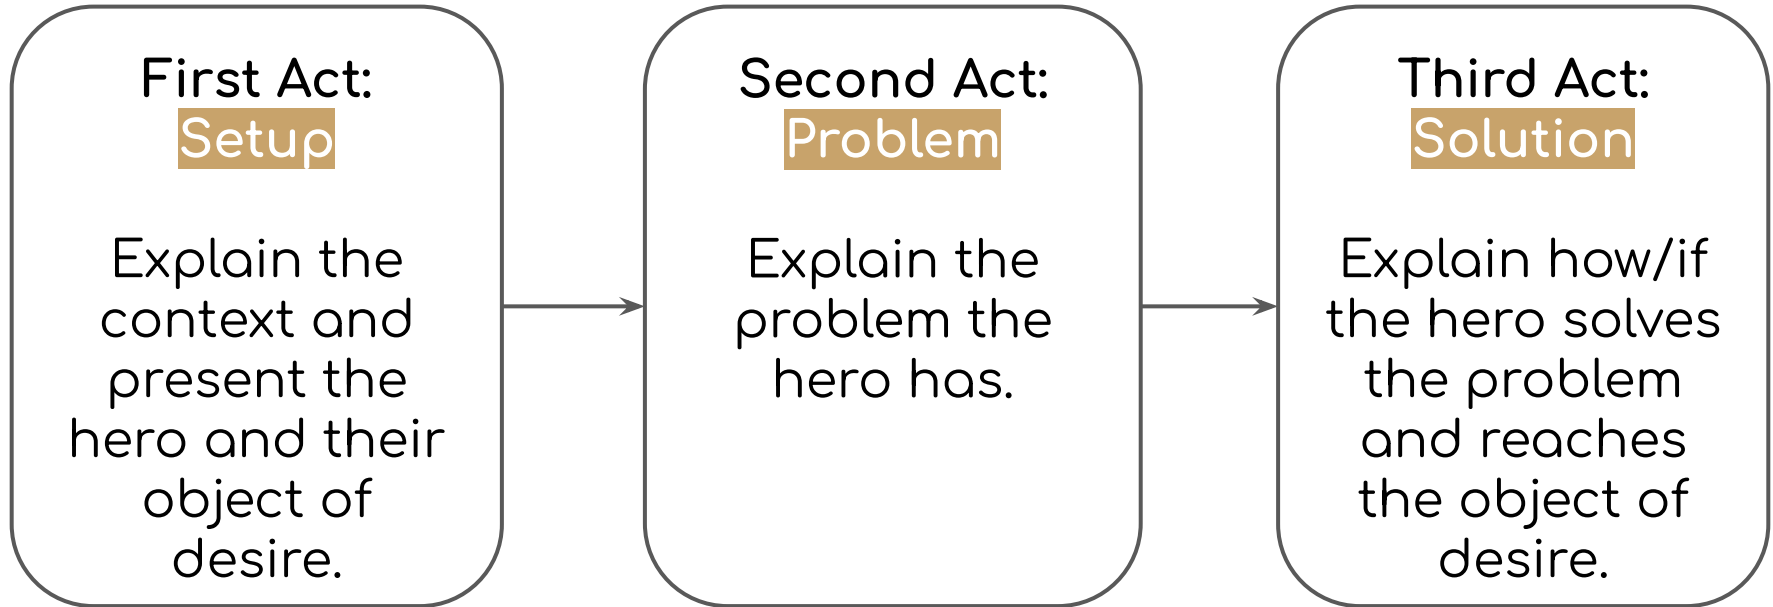 First Act:
Setup
Explain the
context and
present the
hero and their
object of
desire.
Second Act:
Problem
Explain the
problem the
hero has.
Third Act:
Solution
Explain how/if
the hero solves
the problem
and reaches
the object of
desire.